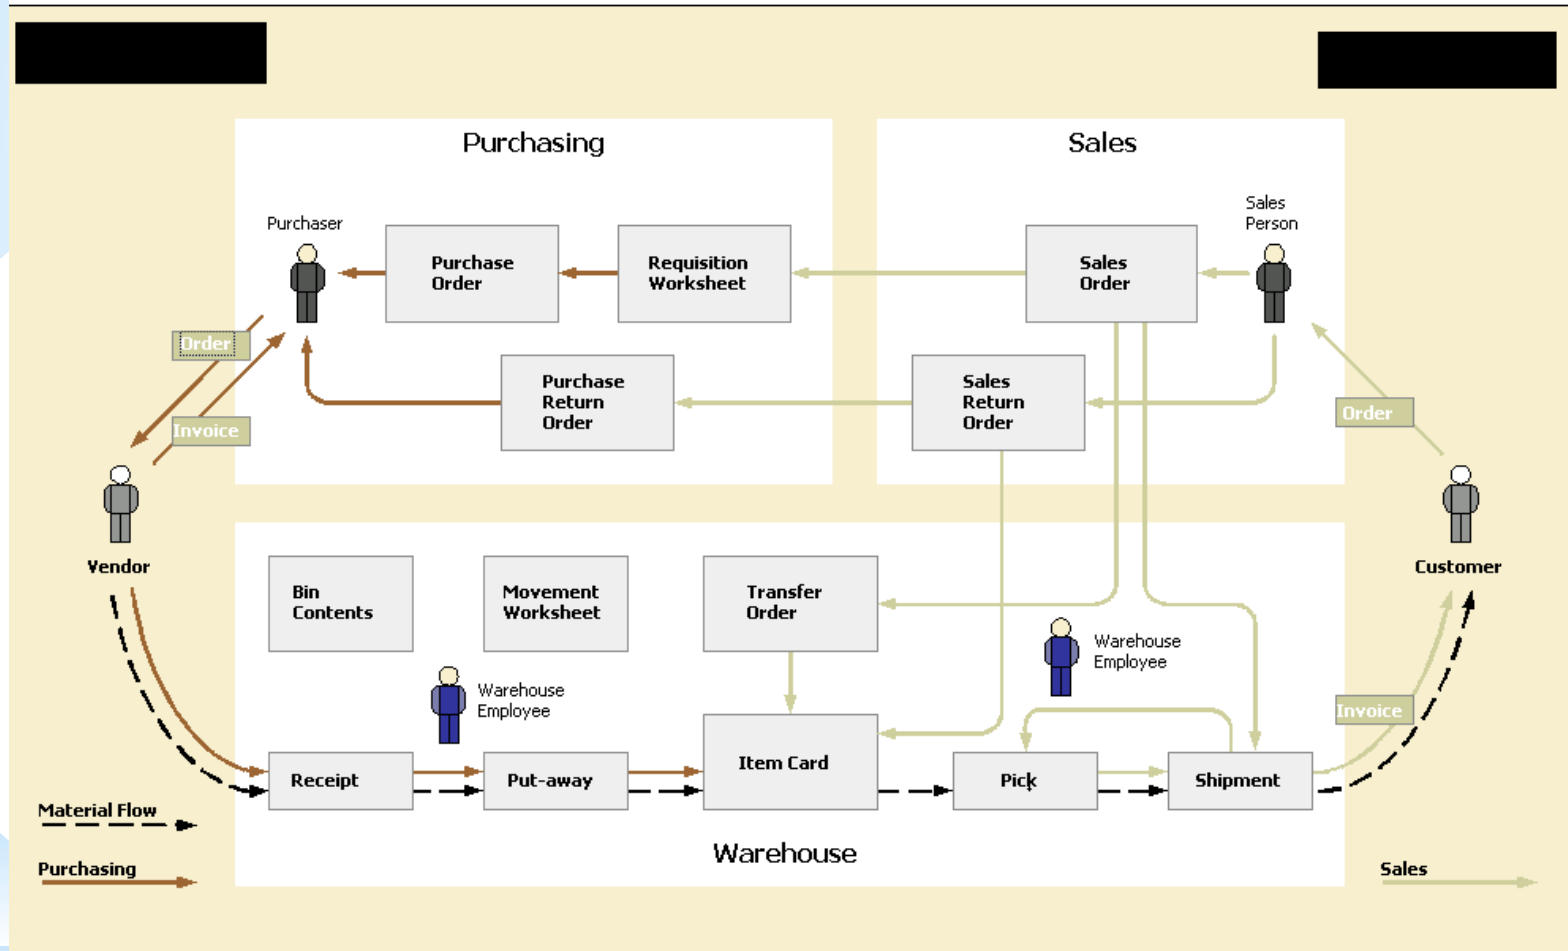 Purchasing
Sales
Purchaser
Sales
Person
Purchase
Order
Requisition
Worksheet
Sales
Order
Order
Invoice
Purchase
Return
Order
Sales
Return
Order
Order
Vendor
Customer
Bin
Contents
Movement
Worksheet
Transfer
Order
Warehouse
Employee
Warehouse
Employee
Invoice
Receipt
Put-away
Item Card
Pick
Shipment
Material Flow
Warehouse
Purchasing
Sales